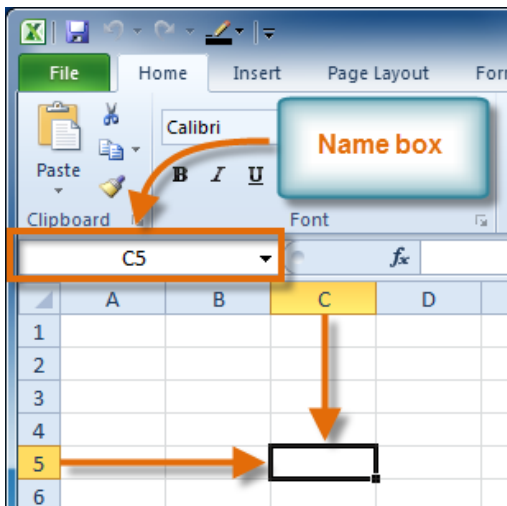 File Home Insert Page Layout
Calibri
Name box
Paste
B I U
Clipboard Font
C5 fx
A B C D
1
2
3
4
5
6